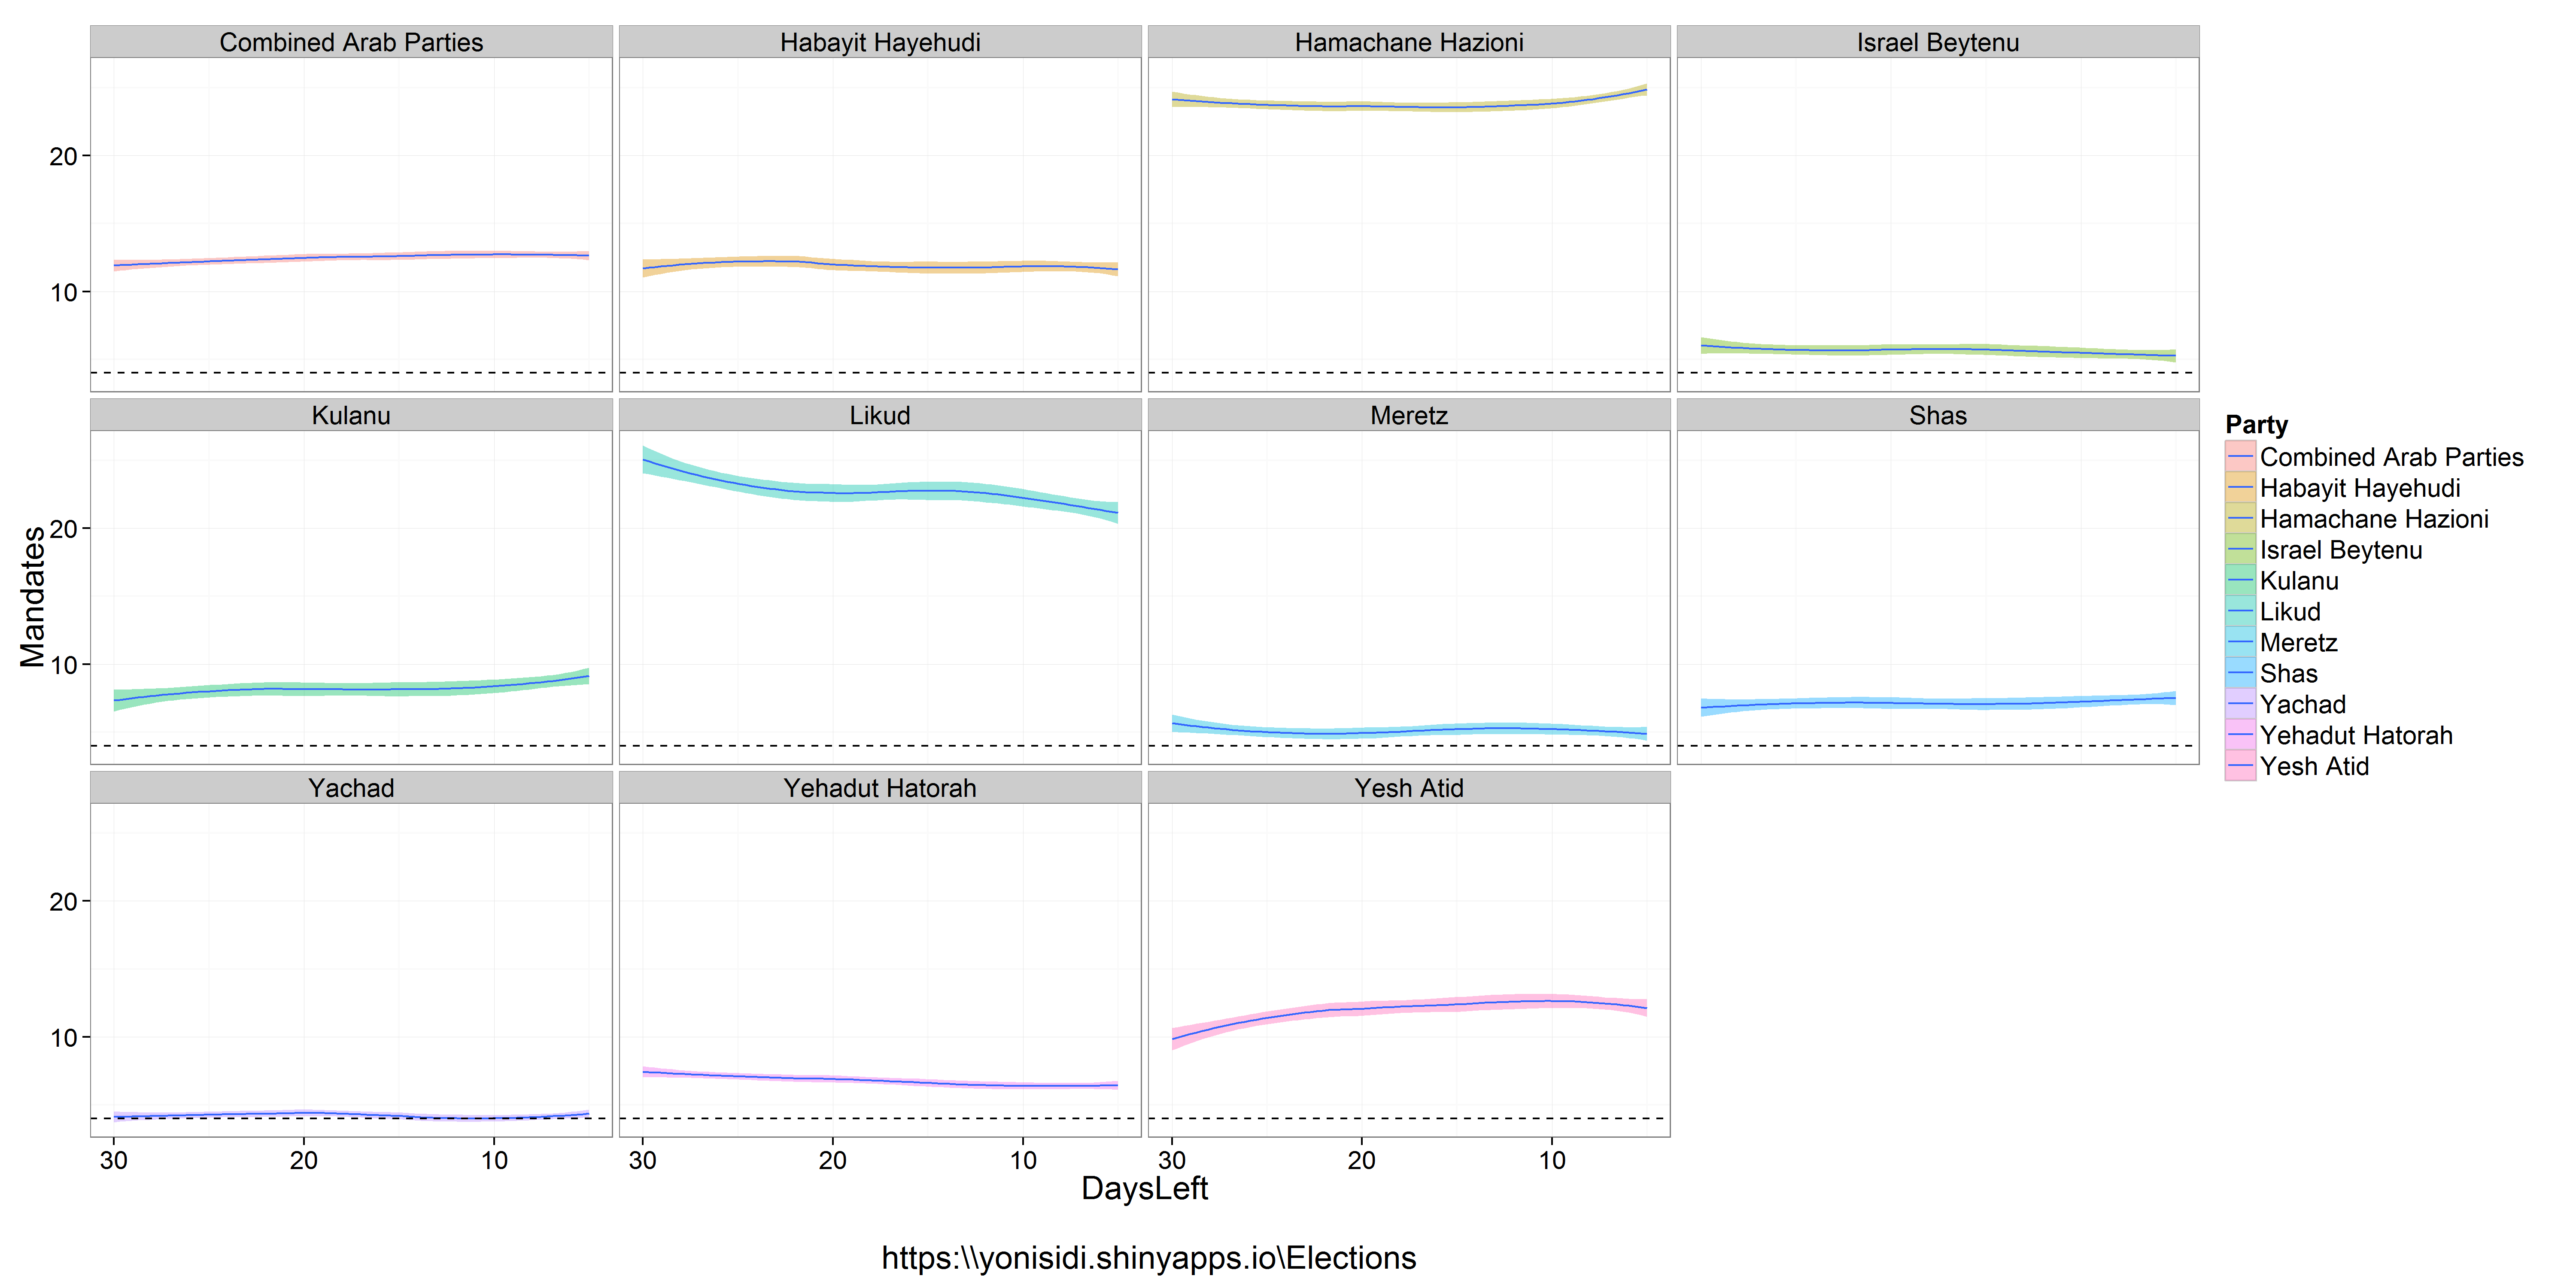 Combined Arab Parties
Habayit Hayehudi
Hamachane Hazioni
Israel Beytenu
20
10
Kulanu
Likud
Meretz
Shas
20
10
Mandates
Yachad
Yehadut Hatorah
Yesh Atid
20
10
30 20 10
30 20 10
30 20 10
DaysLeft
https:\\yonisidi.shinyapps.io\Elections
Party
Combined Arab Parties
Habayit Hayehudi
Hamachane Hazioni
Israel Beytenu
Kulanu
Likud
Meretz
Shas
Yachad
Yehadut Hatorah
Yesh Atid